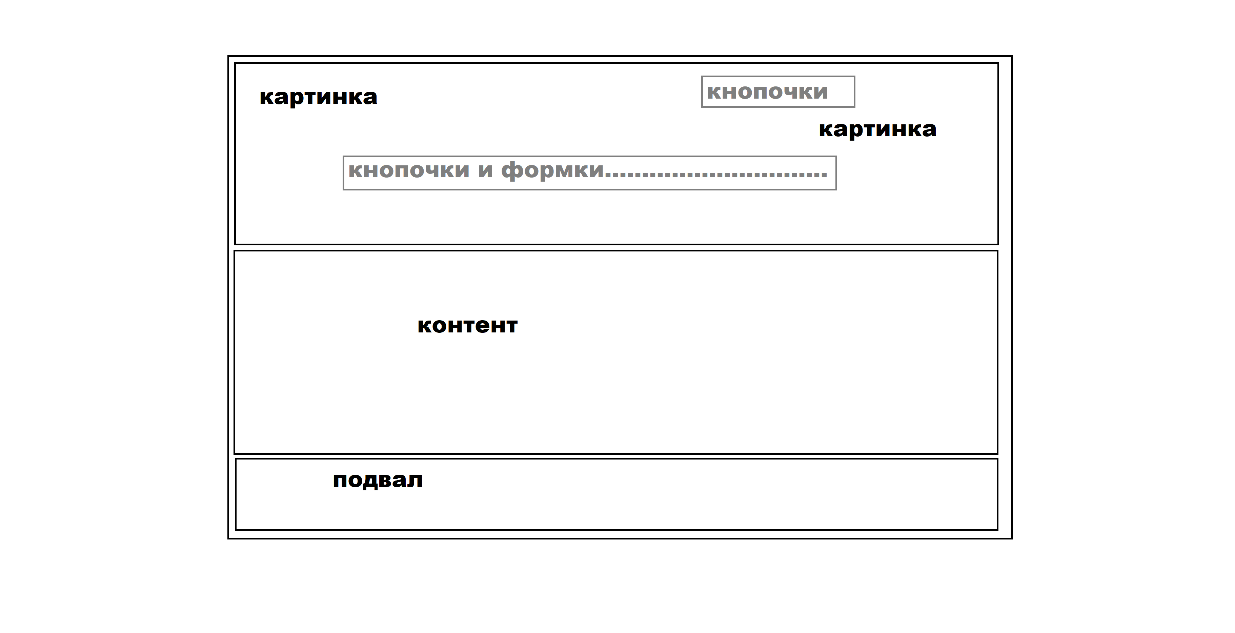 картинка
кнопочки
картинка
кнопочки и формки..............................
контент
подвал